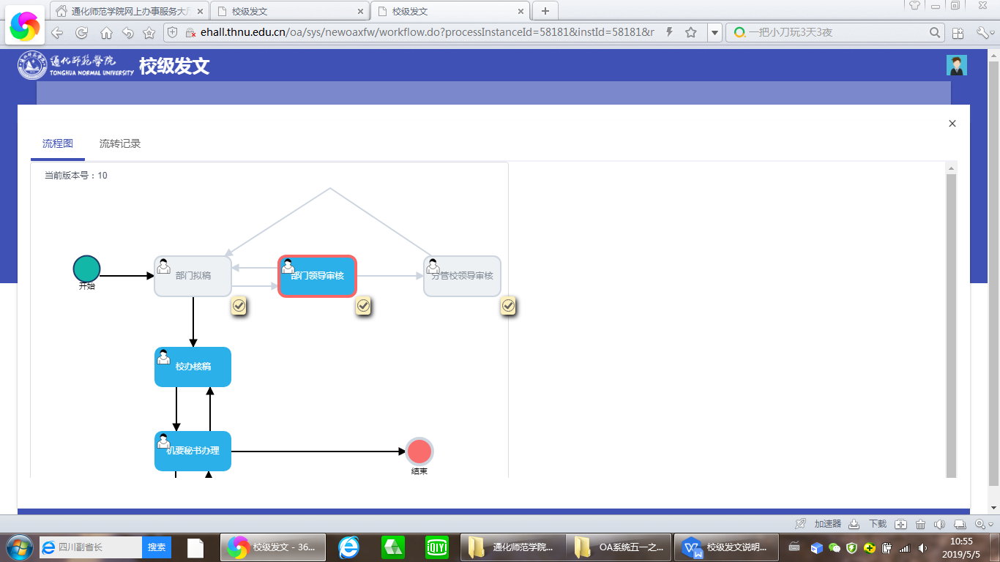 通化师范学院网上办事服务大厅
校级发文
校级发文
ehall.thnu.edu.cn/oa/sys/newoaxfw/workflow.do?processInstanceId=58181&instId=58181&r
一把小刀玩3天3夜
通化师范學院
TONGHUA NORMAL UNIVERSITY
校级发文
流程图
流转记录
当前版本号：10
开始
部门拟稿
部门领导审核
分管校领导审核
校办核稿
机要秘书办理
结束
加速器
下载
四川副省长
搜索
校级发文 - 36...
iQIY
通化师范学院...
OA系统五一之...
校级发文说明...
10:55
2019/5/5